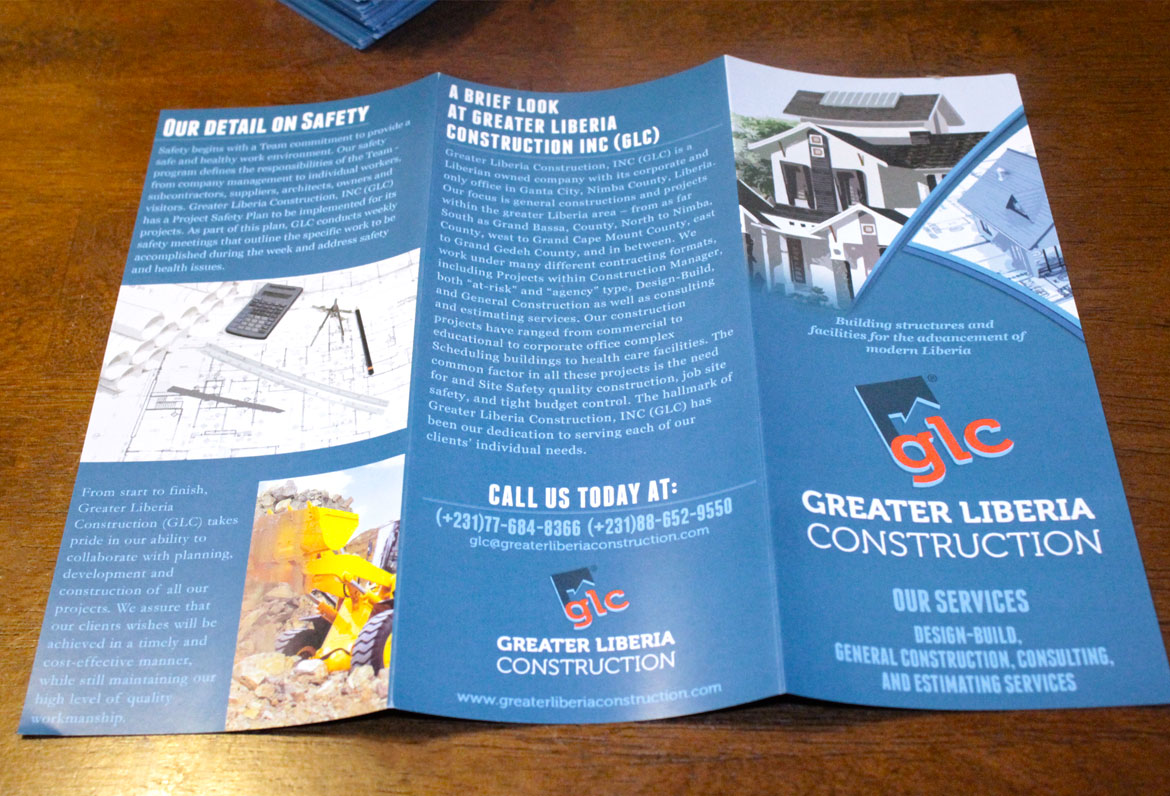 OUR DETAIL ON SAFETY
Safety begins with a Team commitment to provide a
safe and healthy work environment. Our safety
program defines the responsibilities of the Team -
from company management to individual workers,
subcontractors, suppliers, architects, owners and
visitors. Greater Liberia Construction, INC (GLC)
has a Project Safety Plan to be implemented for its
projects. As part of this plan, GLC conducts weekly
safety meetings that outline the specific work to be
accomplished during the week and address safety
and health issues.
From start to finish,
Greater Liberia
Construction (GLC) takes
pride in our ability to
collaborate with planning,
development and
construction of all our
projects. We assure that
our clients wishes will be
achieved in a timely and
cost-effective manner,
while still maintaining our
high level of quality
workmanship.
A BRIEF LOOK
AT GREATER LIBERIA
CONSTRUCTION INC (GLC)
Greater Liberia Construction, INC (GLC) is a
Liberian owned company with its corporate and
only office in Ganta City, Nimba County, Liberia.
Our focus is general constructions and projects
within the greater Liberia area – from as far
South as Grand Bassa, County, North to Nimba,
County, west to Grand Cape Mount County, east
to Grand Gedeh County, and in between. We
work under many different contracting formats,
including Projects within Construction Manager,
both "at-risk" and "agency" type, Design-Build,
and General Construction as well as consulting
and estimating services. Our construction
projects have ranged from commercial to
educational to corporate office complex
Scheduling buildings to health care facilities. The
common factor in all these projects is the need
for and Site Safety quality construction, job site
safety, and tight budget control. The hallmark of
Greater Liberia Construction, INC (GLC) has
been our dedication to serving each of our
clients' individual needs.
CALL US TODAY AT:
(+231)77-684-8366 (+231)88-652-9550
glc@greaterliberiaconstruction.com
glc
GREATER LIBERIA
CONSTRUCTION
www.greaterliberiaconstruction.com
Building structures and
facilities for the advancement of
modern Liberia
®
glc
GREATER LIBERIA
CONSTRUCTION
OUR SERVICES
DESIGN-BUILD,
GENERAL CONSTRUCTION, CONSULTING,
AND ESTIMATING SERVICES